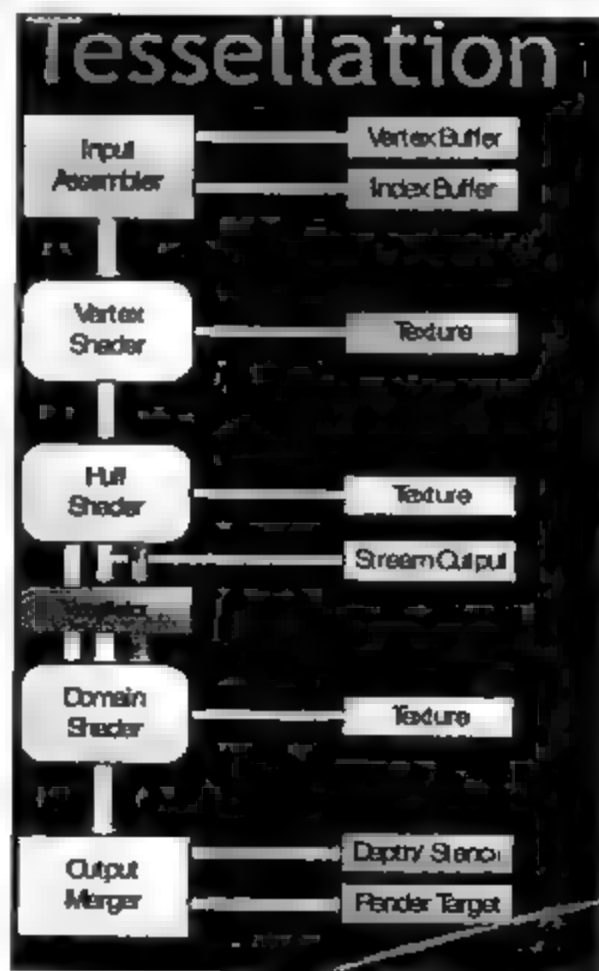 Tessellation
Input
Assembler
Vertex Buffer
Index Buffer
Vertex
Shader
Texture
Hull
Shader
Texture
Stream Output
Domain
Shader
Texture
Output
Merger
Depth/ Stencil
Render Target